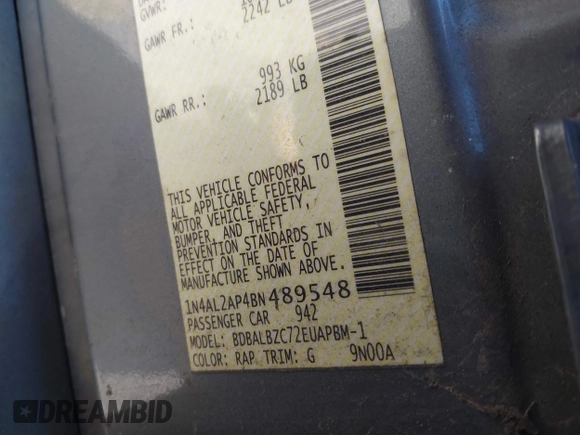 GVWR:
2242 LB
GAWR FR.:
993 KG
GAWR RR.: 2189 LB
THIS VEHICLE CONFORMS TO
ALL APPLICABLE FEDERAL
MOTOR VEHICLE SAFETY,
BUMPER, AND THEFT
PREVENTION STANDARDS IN
EFFECT ON THE DATE OF
MANUFACTURE SHOWN ABOVE.
1N4AL2AP4BN489548
PASSENGER CAR 942
MODEL: BDBALBZC72EUAPBM-1
COLOR: RAP TRIM: G 9N00A
DREAMBID